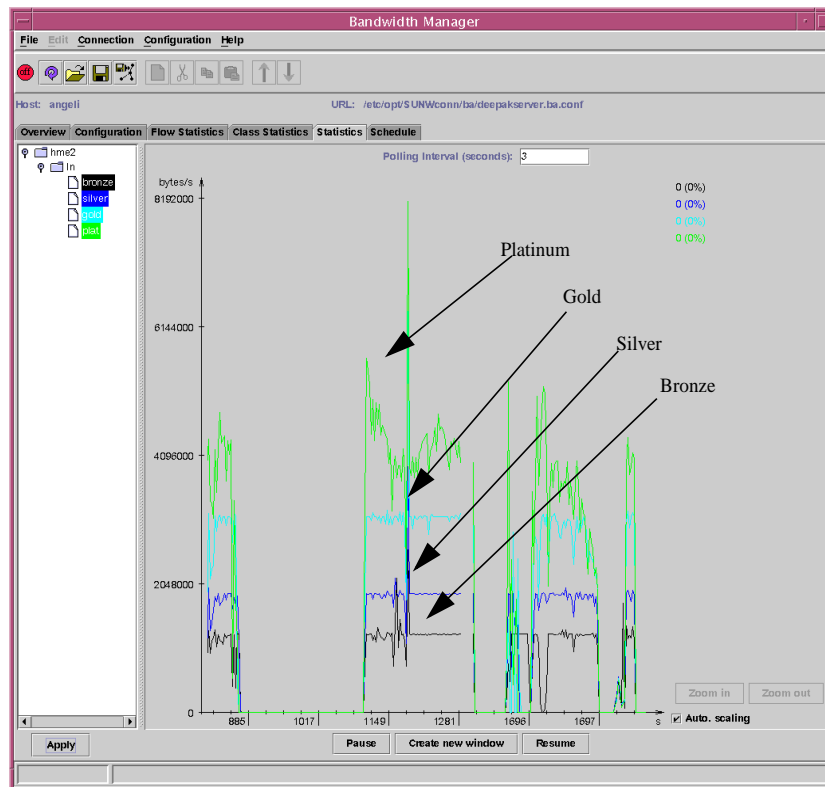 Bandwidth Manager
File Edit Connection Configuration Help
off
Host: angeli URL: /etc/opt/SUNWconn/ba/deepakserver.ba.conf
Overview Configuration Flow Statistics Class Statistics Statistics Schedule
hme2
In
bronze
silver
gold
plat
Polling Interval (seconds): 3
bytes/s
8192000
6144000
4096000
2048000
0
0 (0%)
0 (0%)
0 (0%)
0 (0%)
Platinum
Gold
Silver
Bronze
885 1017 1149 1281 1696 1697 s
Zoom in Zoom out
Auto. scaling
Apply Pause Create new window Resume